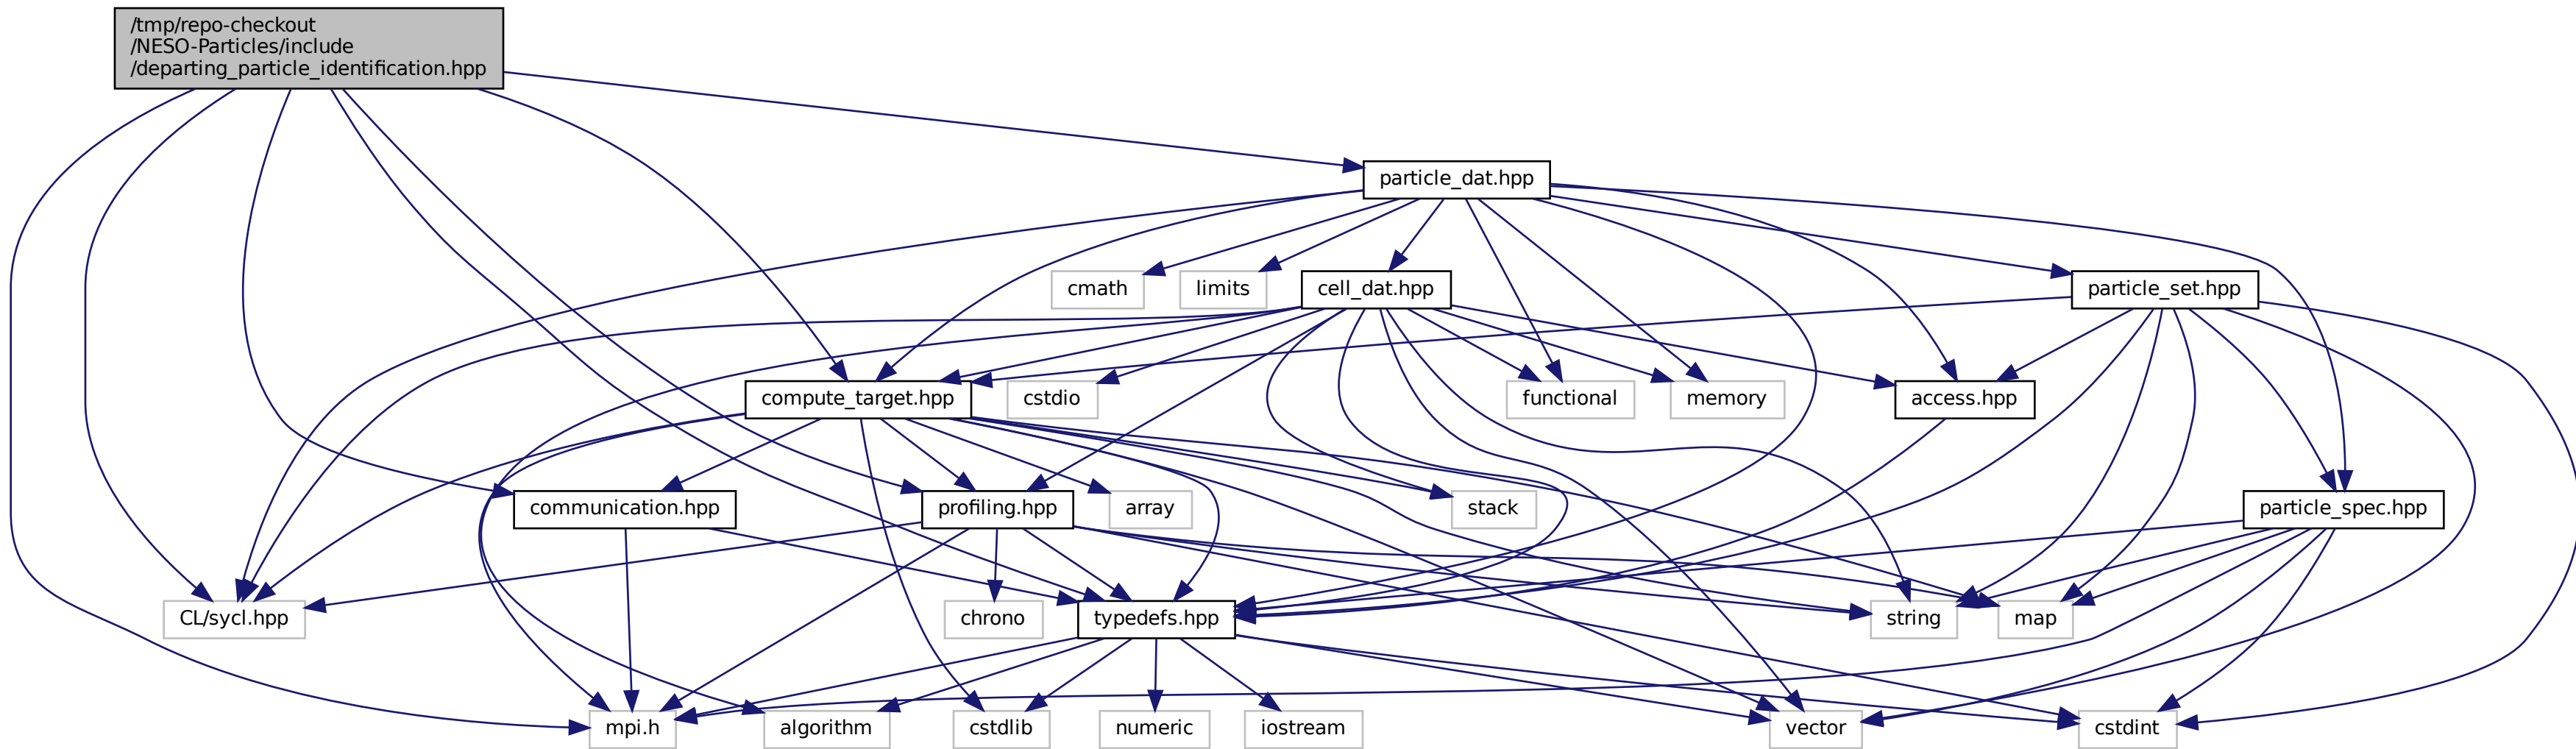 /tmp/repo-checkout
/NESO-Particles/include
/departing_particle_identification.hpp
particle_dat.hpp
cmath
limits
cell_dat.hpp
particle_set.hpp
compute_target.hpp
cstdio
functional
memory
access.hpp
communication.hpp
profiling.hpp
array
stack
particle_spec.hpp
CL/sycl.hpp
chrono
typedefs.hpp
string
map
mpi.h
algorithm
cstdlib
numeric
iostream
vector
cstdint